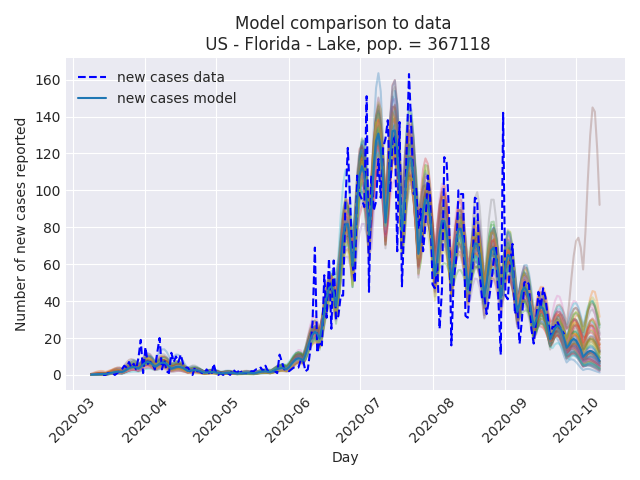 Model comparison to data
US - Florida - Lake, pop. = 367118
new cases data
new cases model
Number of new cases reported
160
140
120
100
80
60
40
20
0
2020-03
2020-04
2020-05
2020-06
2020-07
2020-08
2020-09
2020-10
Day